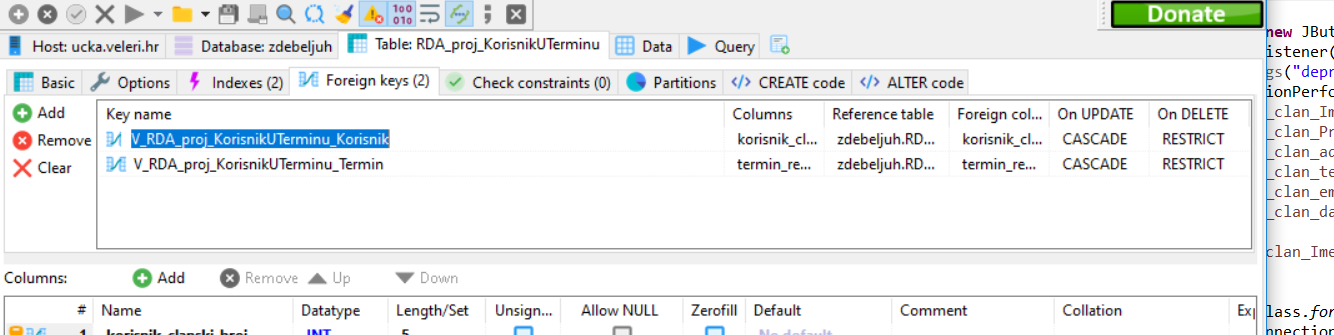 Donate
new JBut
Host: ucka.veleri.hr Database: zdebeljuh Table: RDA_proj_KorisnikUTerminu Data Query
istener(
gs("depr
Basic Options Indexes (2) Foreign keys (2) Check constraints (0) Partitions CREATE code ALTER code
ionPerfo
Add Key name Columns Reference table Foreign col... On UPDATE On DELETE
_clan_Im
Remove V_RDA_proj_KorisnikUTerminu_Korisnik korisnik_cl... zdebeljuh.RD... korisnik_cl... CASCADE RESTRICT
_clan_Pr
_clan_ad
Clear V_RDA_proj_KorisnikUTerminu_Termin termin_re... zdebeljuh.RD... termin_re... CASCADE RESTRICT
_clan_te
_clan_em
_clan_da
clan_Ime
Columns: Add Remove Up Down
# Name Datatype Length/Set Unsign... Allow NULL Zerofill Default Comment Collation Exp
lass.for
1 korisnik_clanski_broj INT 5 No default
nnection